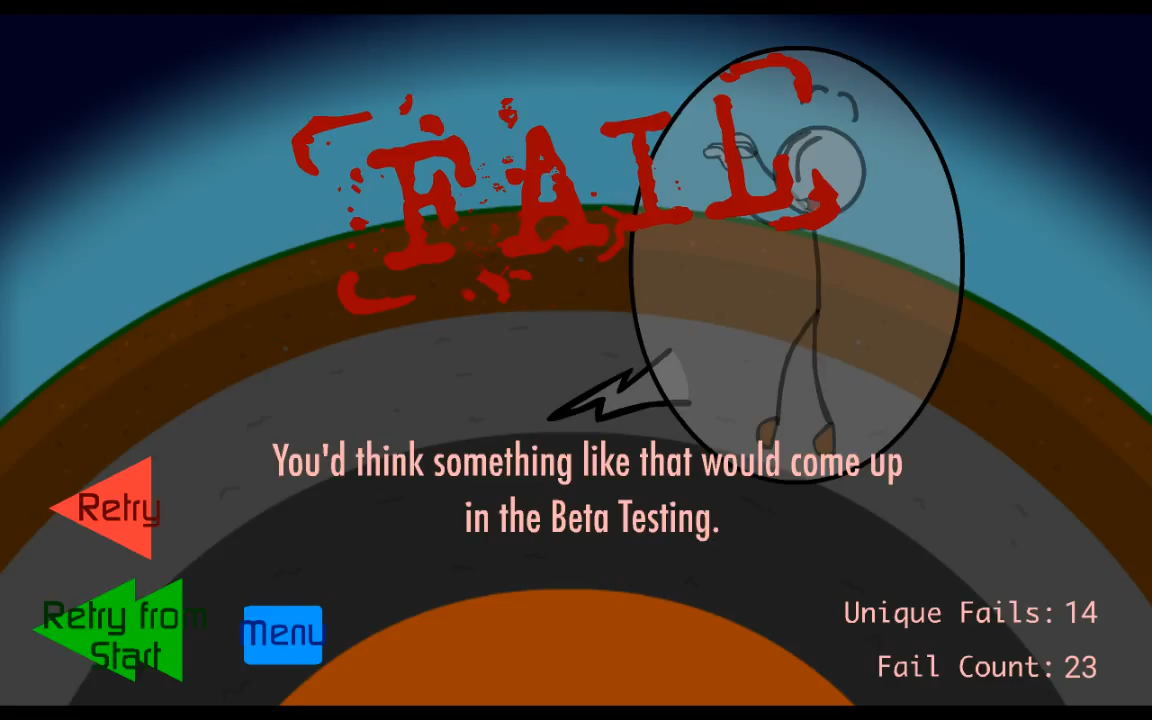 FAIL
You'd think something like that would come up
in the Beta Testing.
Retry
Retry from
Start
Menu
Unique Fails: 14
Fail Count: 23